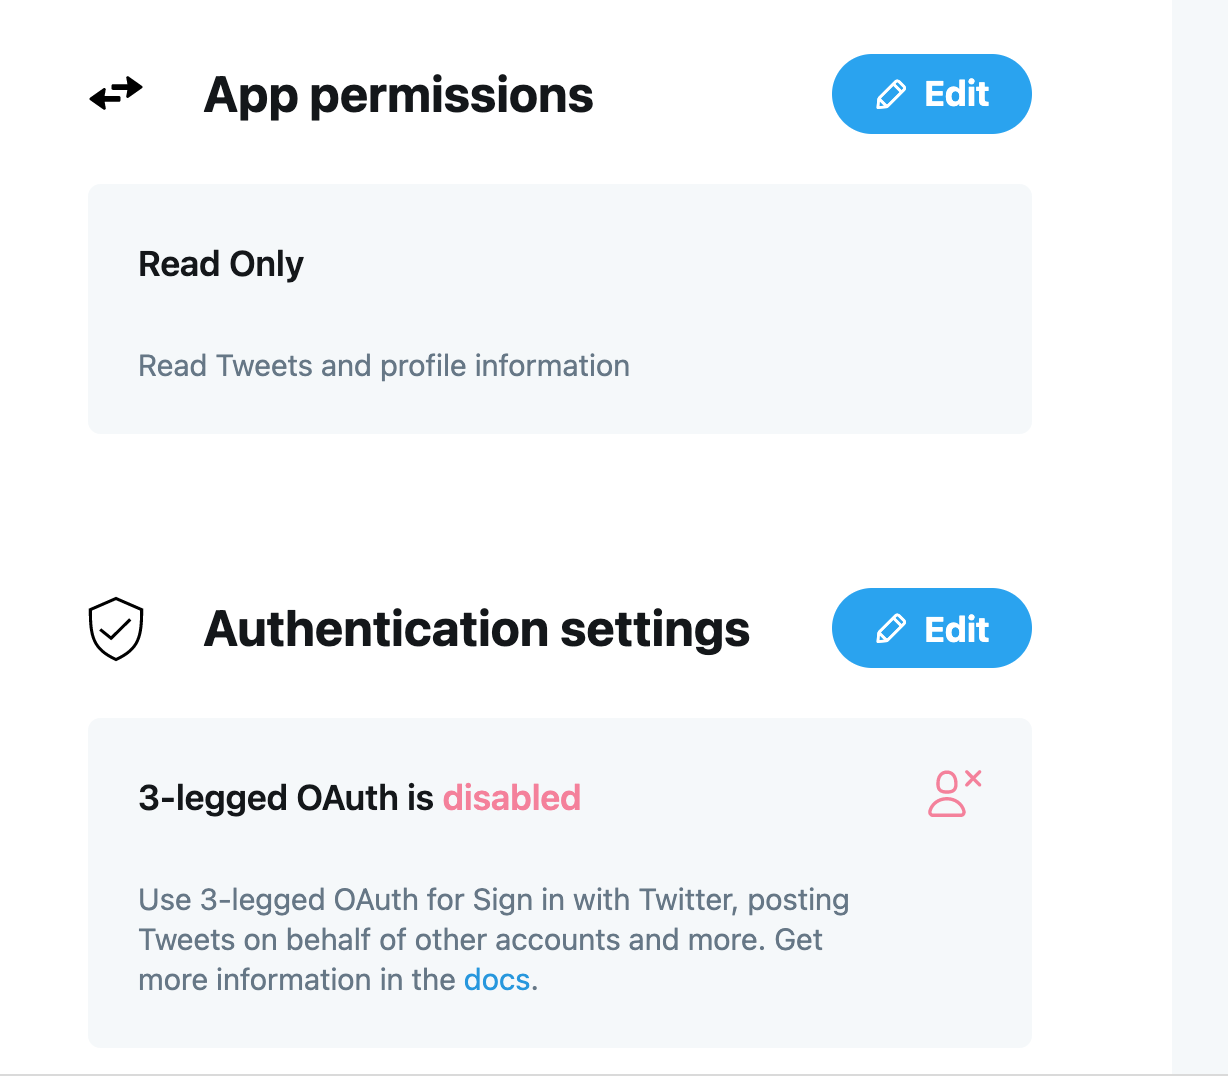 App permissions
Edit
Read Only
Read Tweets and profile information
Authentication settings
Edit
3-legged OAuth is disabled
Use 3-legged OAuth for Sign in with Twitter, posting
Tweets on behalf of other accounts and more. Get
more information in the docs.